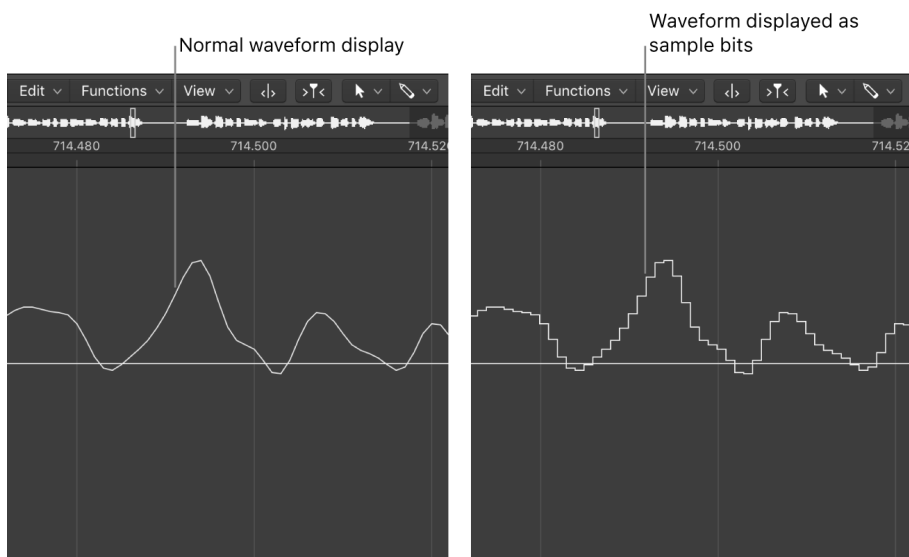 Normal waveform display
Waveform displayed as
sample bits
Edit Functions View
714.480 714.500 714.520
Edit Functions View
714.480 714.500 714.52